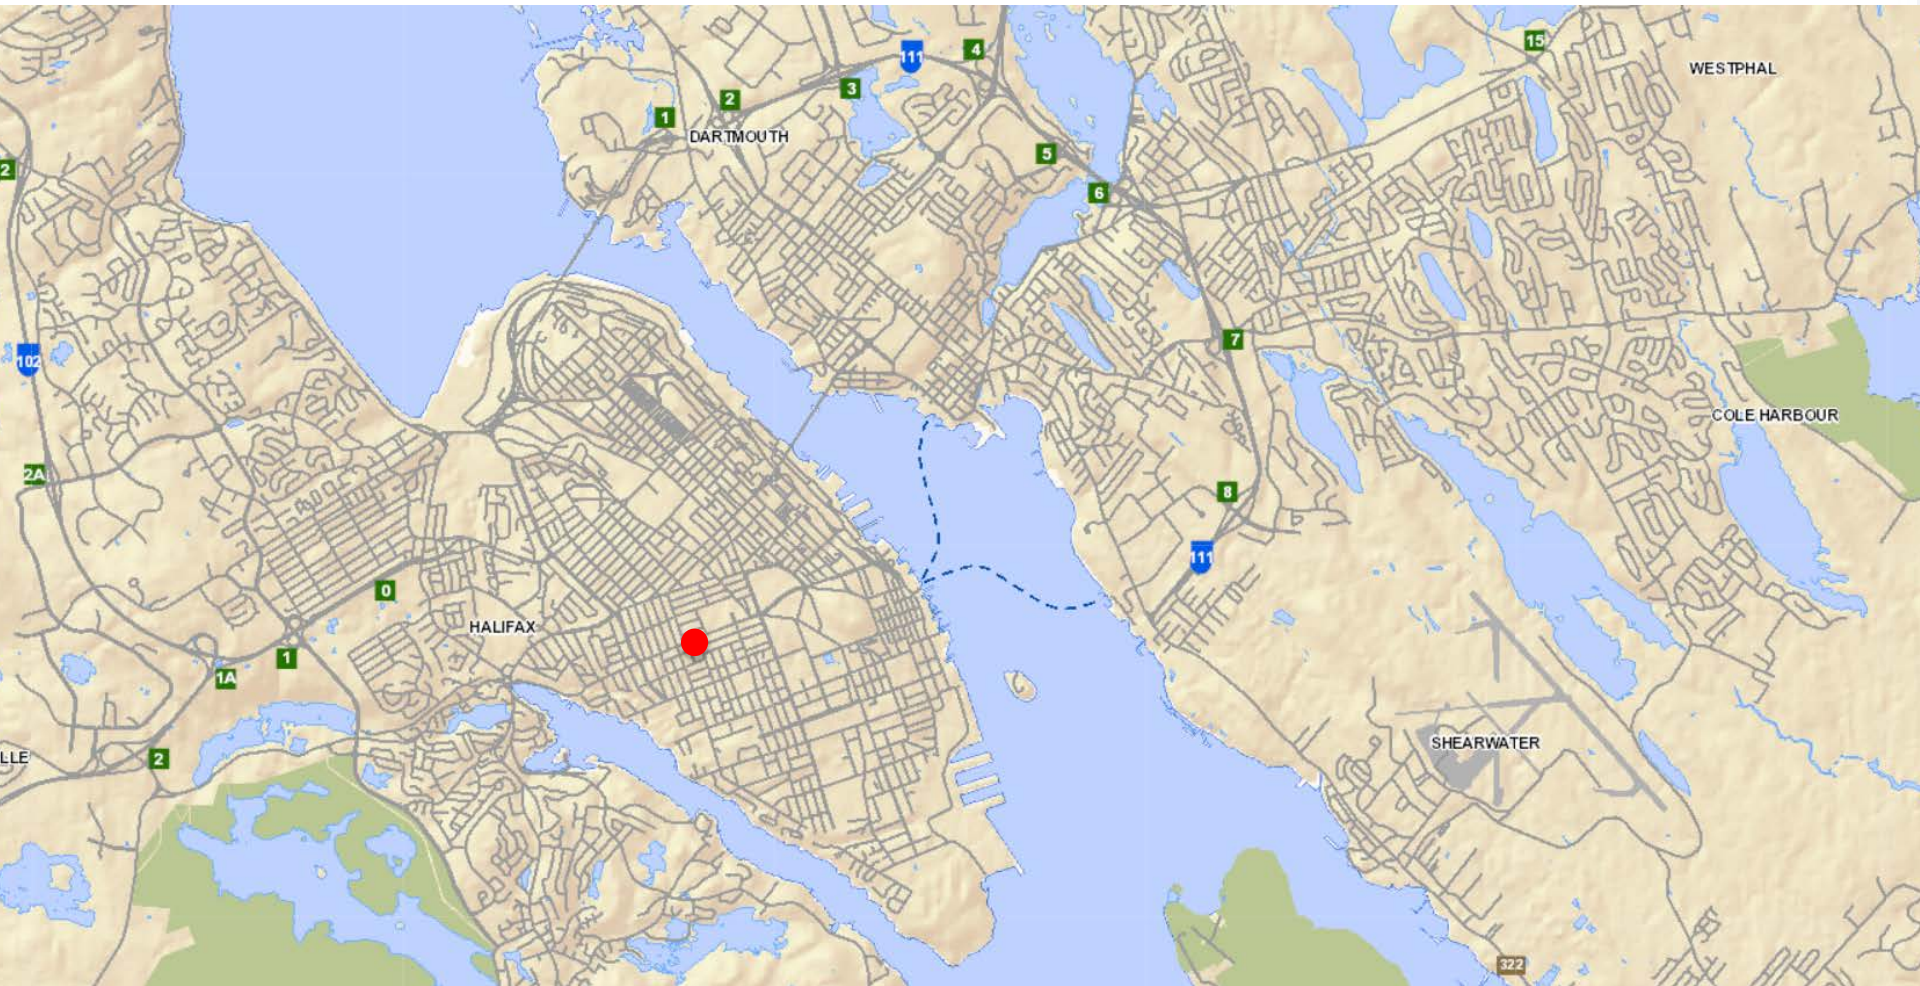 111
4
15
WESTPHAL
3
2
1
DARTMOUTH
5
2
6
7
102
COLE HARBOUR
2A
8
111
0
HALIFAX
1
1A
SHEARWATER
LLE
2
322